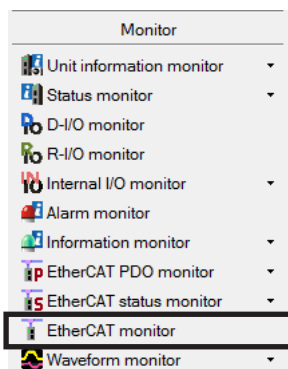 Monitor
Unit information monitor
Status monitor
D-I/O monitor
R-I/O monitor
Internal I/O monitor
Alarm monitor
Information monitor
EtherCAT PDO monitor
EtherCAT status monitor
EtherCAT monitor
Waveform monitor